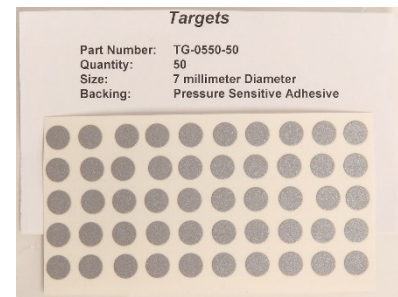 Targets
Part Number: TG-0550-50
Quantity: 50
Size: 7 millimeter Diameter
Backing: Pressure Sensitive Adhesive